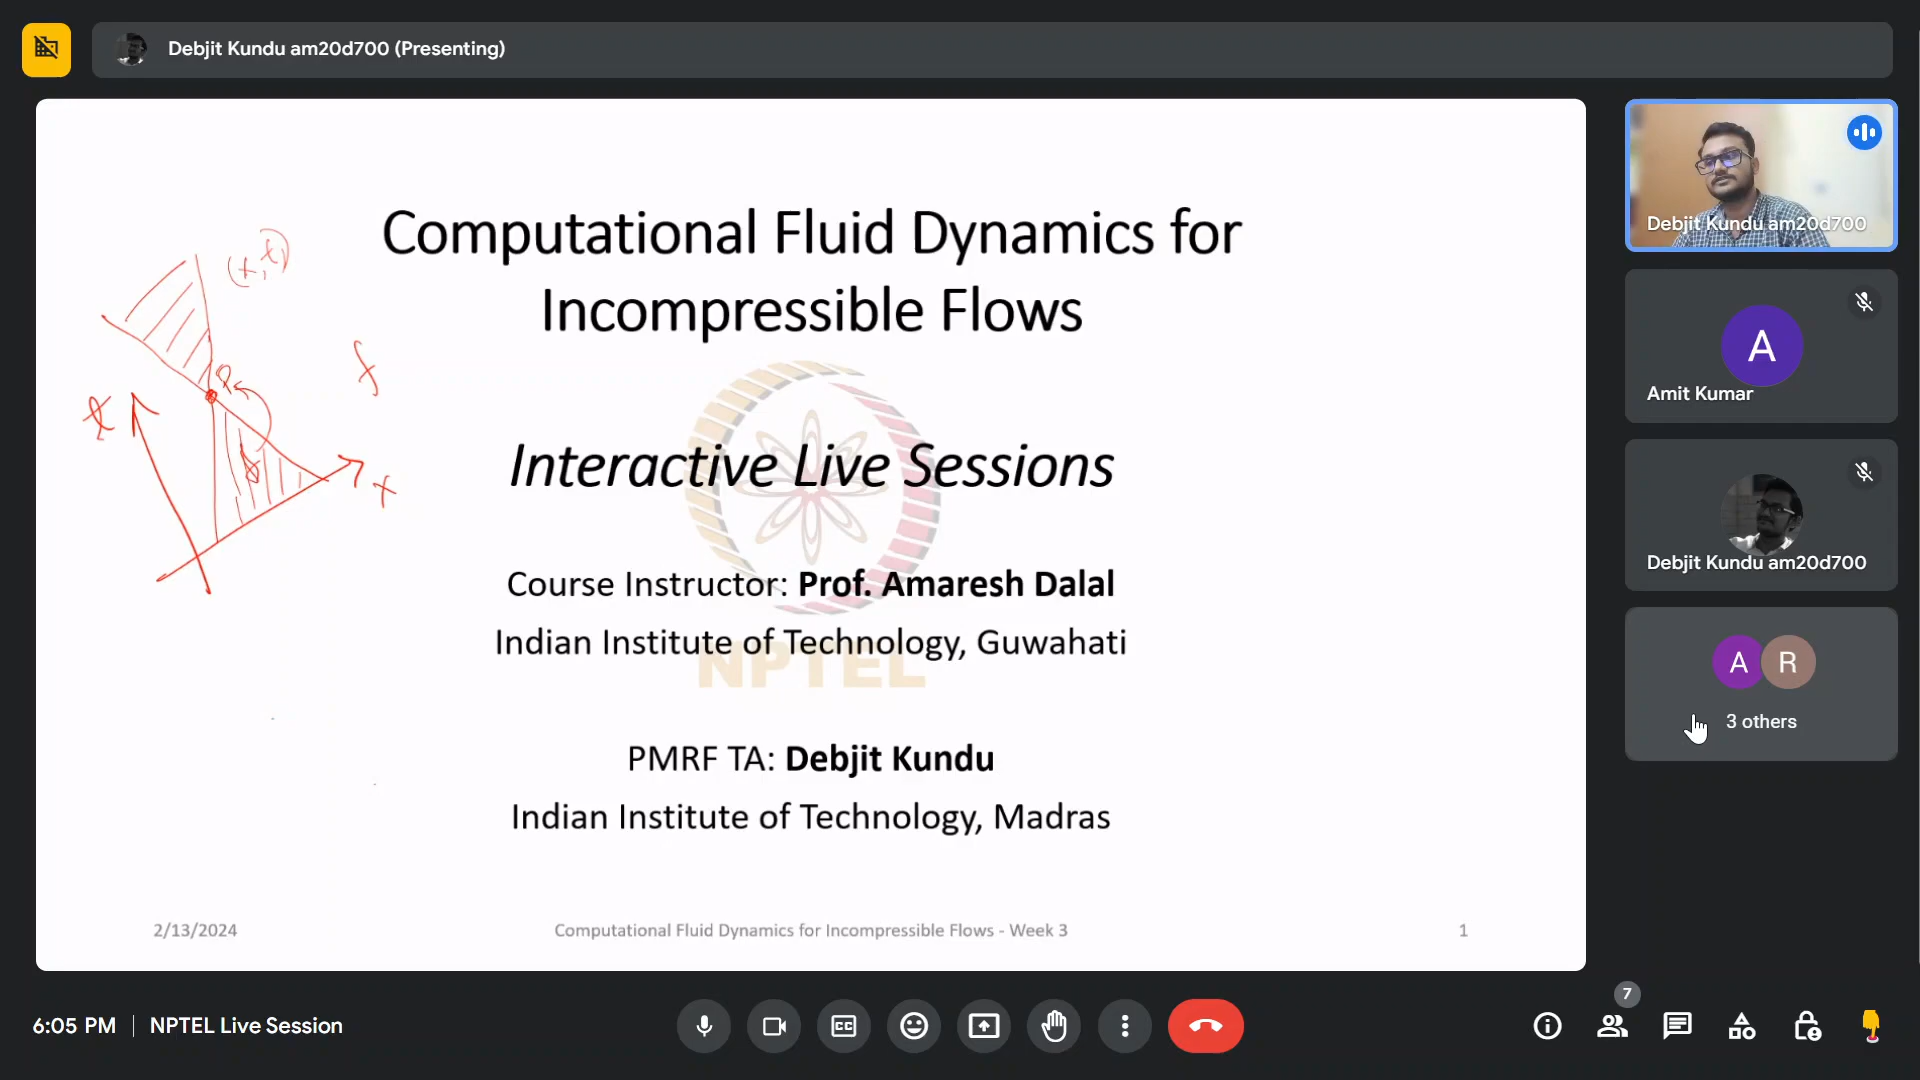 Debjit Kundu am20d700 (Presenting)
Computational Fluid Dynamics for
Incompressible Flows
Interactive Live Sessions
Course Instructor: Prof. Amaresh Dalal
Indian Institute of Technology, Guwahati
NPTEL
PMRF TA: Debjit Kundu
Indian Institute of Technology, Madras
2/13/2024
Computational Fluid Dynamics for Incompressible Flows - Week 3
1
(x,t)
P
t
x
Debjit Kundu am20d700
A
Amit Kumar
Debjit Kundu am20d700
A R
3 others
6:05 PM | NPTEL Live Session
CC
7